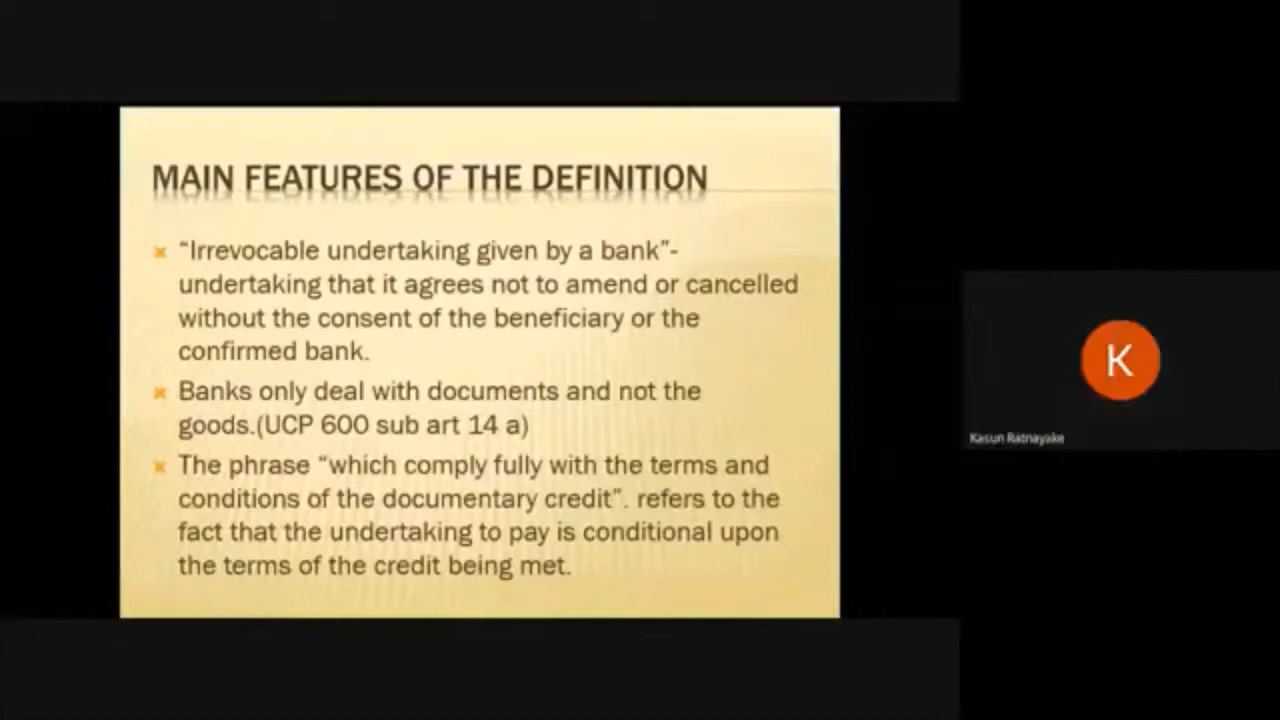 MAIN FEATURES OF THE DEFINITION
“Irrevocable undertaking given by a bank”-
undertaking that it agrees not to amend or cancelled
without the consent of the beneficiary or the
confirmed bank.
Banks only deal with documents and not the
goods.(UCP 600 sub art 14 a)
The phrase “which comply fully with the terms and
conditions of the documentary credit”. refers to the
fact that the undertaking to pay is conditional upon
the terms of the credit being met.
K
Kasun Ratnayake